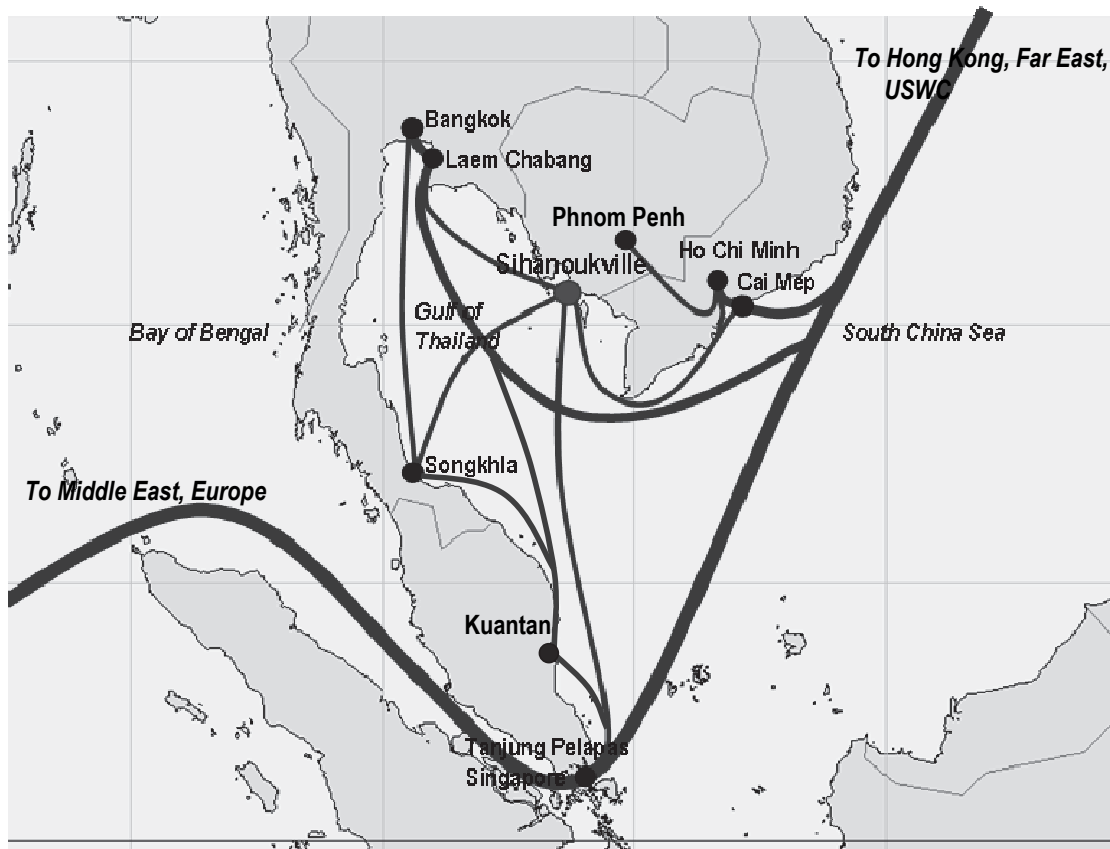 To Hong Kong, Far East,
USWC
Bangkok
Laem Chabang
Phnom Penh
Ho Chi Minh
Sihanoukville
Cai Mep
Gulf of
Thailand
Bay of Bengal
South China Sea
Songkhla
To Middle East, Europe
Kuantan
Tanjung Pelapas
Singapore